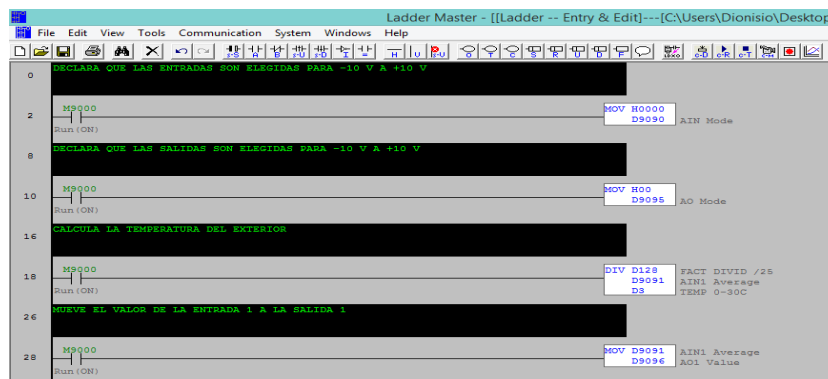 Ladder Master - [[Ladder -- Entry & Edit]---[C:\Users\Dionisio\Desktop
File Edit View Tools Communication System Windows Help
0 DECLARA QUE LAS ENTRADAS SON ELEGIDAS PARA -10 V A +10 V
M9000 MOV H0000
2 D9090 AIN Mode
Run(ON)
8 DECLARA QUE LAS SALIDAS SON ELEGIDAS PARA -10 V A +10 V
M9000 MOV H00
10 D9095 AO Mode
Run(ON)
16 CALCULA LA TEMPERATURA DEL EXTERIOR
M9000 DIV D128 FACT DIVID /25
18 D9091 AIN1 Average
Run(ON) D3 TEMP 0-30C
26 MUEVE EL VALOR DE LA ENTRADA 1 A LA SALIDA 1
M9000 MOV D9091 AIN1 Average
28 D9096 AO1 Value
Run(ON)